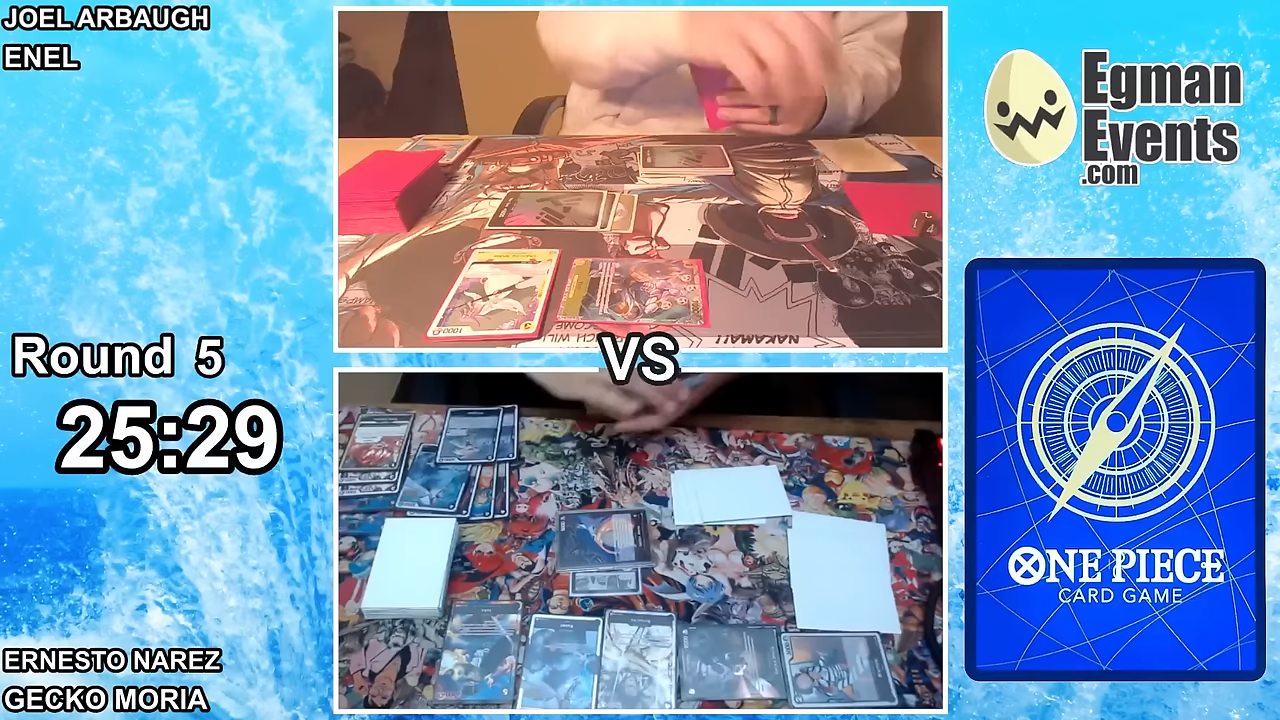 JOEL ARBAUGH
ENEL
Egman
Events
.com
1000
NAKAMA!!
VS
Round 5
25:29
ONE PIECE
CARD GAME
ERNESTO NAREZ
GECKO MORIA